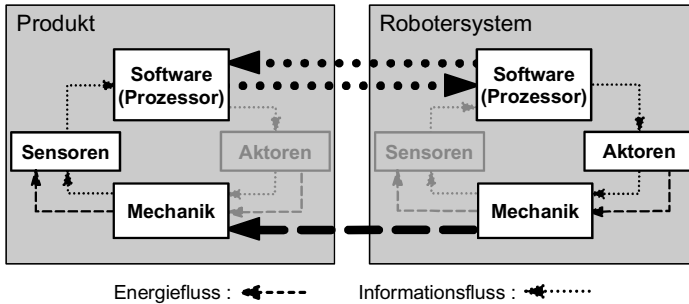 Produkt
Robotersystem
Software
(Prozessor)
Software
(Prozessor)
Sensoren
Aktoren
Sensoren
Aktoren
Mechanik
Mechanik
Energiefluss :
Informationsfluss :